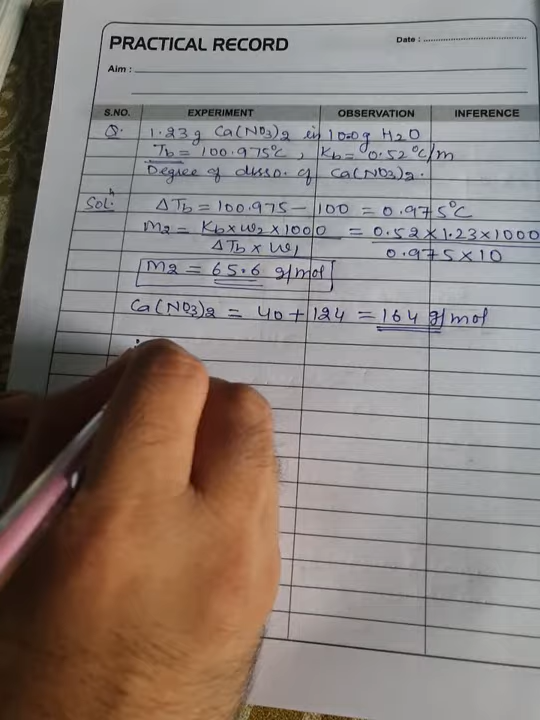 PRACTICAL RECORD
Date :
Aim :
S.NO. EXPERIMENT OBSERVATION INFERENCE
Q. 1.23g Ca(NO3)2 in 10.0g H2O
Tb = 100.975°C, Kb = 0.52°C/m
Degree of disso. of Ca(NO3)2.
Sol: ΔTb = 100.975 - 100 = 0.975°C
M2 = Kb × W2 × 1000 / ΔTb × W1 = 0.52 × 1.23 × 1000 / 0.975 × 10
M2 = 65.6 g/mol
Ca(NO3)2 = 40 + 124 = 164 g/mol